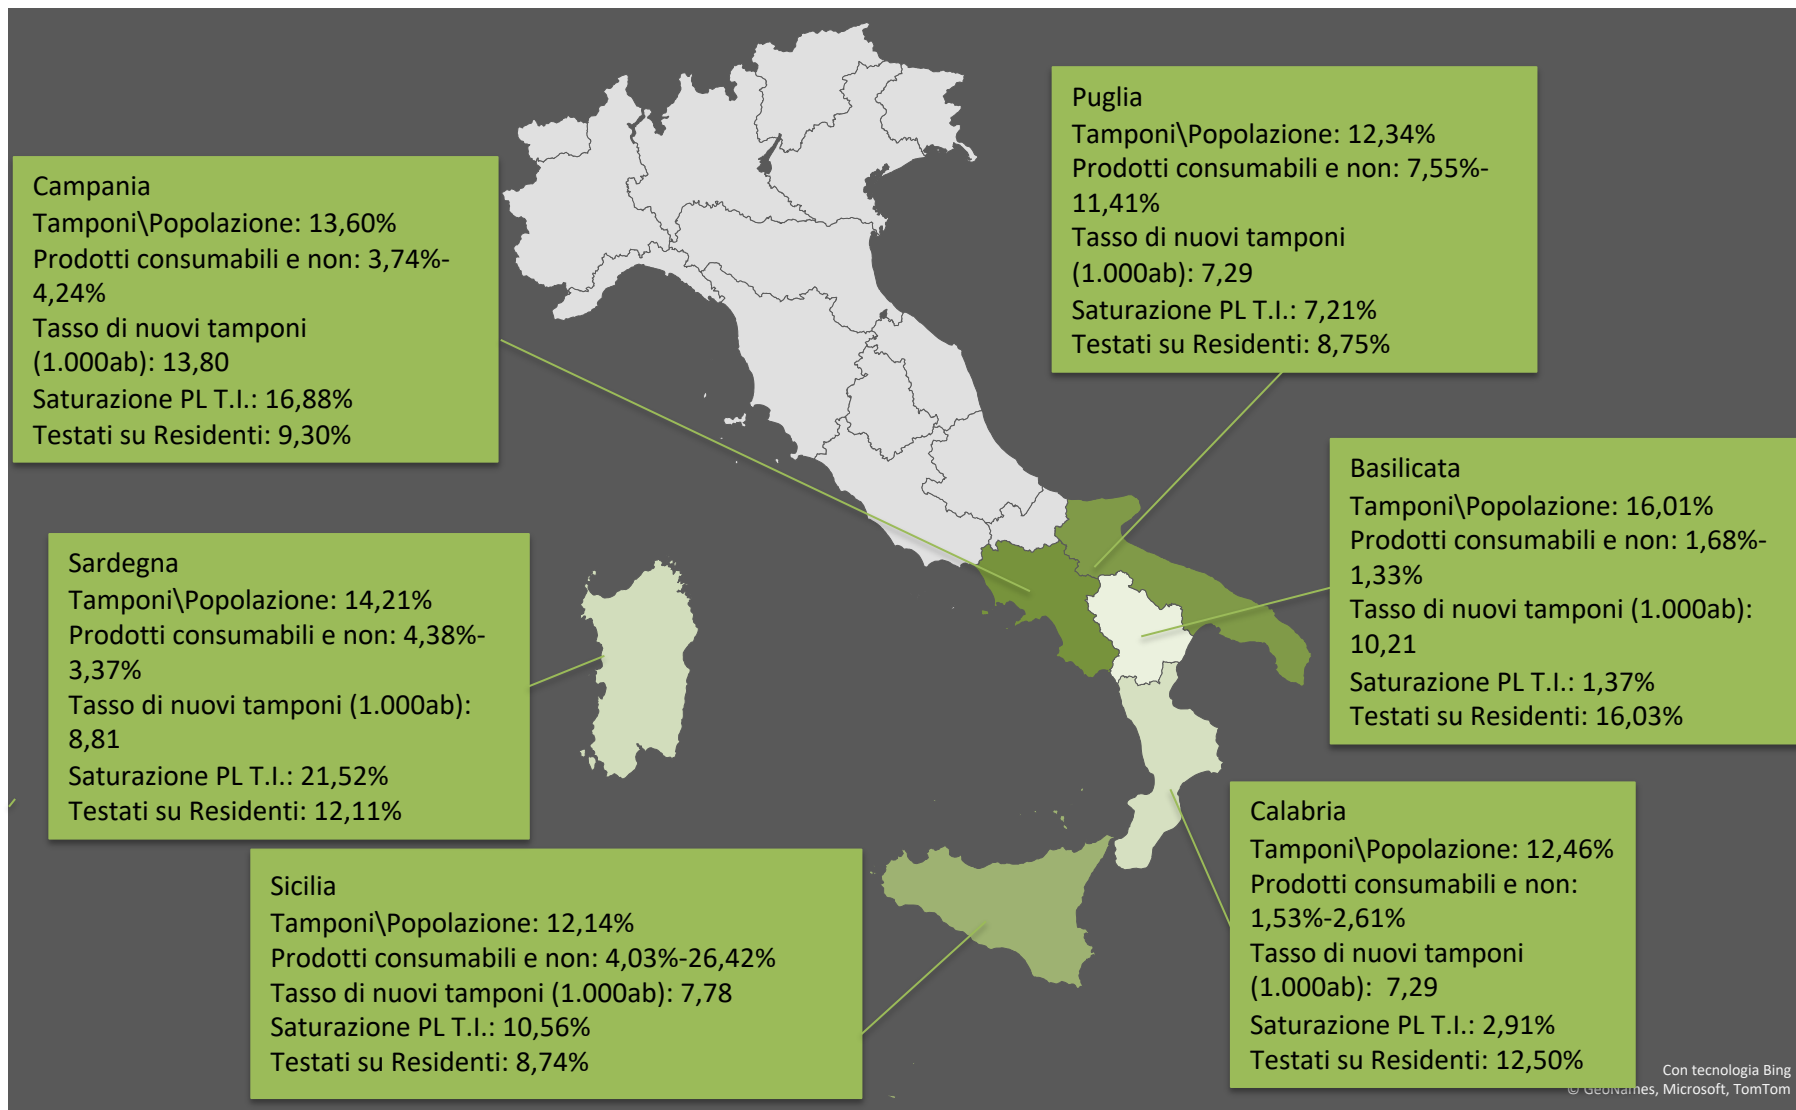 Campania
Tamponi\Popolazione: 13,60%
Prodotti consumabili e non: 3,74%-
4,24%
Tasso di nuovi tamponi
(1.000ab): 13,80
Saturazione PL T.I.: 16,88%
Testati su Residenti: 9,30%
Puglia
Tamponi\Popolazione: 12,34%
Prodotti consumabili e non: 7,55%-
11,41%
Tasso di nuovi tamponi
(1.000ab): 7,29
Saturazione PL T.I.: 7,21%
Testati su Residenti: 8,75%
Basilicata
Tamponi\Popolazione: 16,01%
Prodotti consumabili e non: 1,68%-
1,33%
Tasso di nuovi tamponi (1.000ab):
10,21
Saturazione PL T.I.: 1,37%
Testati su Residenti: 16,03%
Sardegna
Tamponi\Popolazione: 14,21%
Prodotti consumabili e non: 4,38%-
3,37%
Tasso di nuovi tamponi (1.000ab):
8,81
Saturazione PL T.I.: 21,52%
Testati su Residenti: 12,11%
Calabria
Tamponi\Popolazione: 12,46%
Prodotti consumabili e non:
1,53%-2,61%
Tasso di nuovi tamponi
(1.000ab):  7,29
Saturazione PL T.I.: 2,91%
Testati su Residenti: 12,50%
Sicilia
Tamponi\Popolazione: 12,14%
Prodotti consumabili e non: 4,03%-26,42%
Tasso di nuovi tamponi (1.000ab): 7,78
Saturazione PL T.I.: 10,56%
Testati su Residenti: 8,74%
Con tecnologia Bing
© GeoNames, Microsoft, TomTom